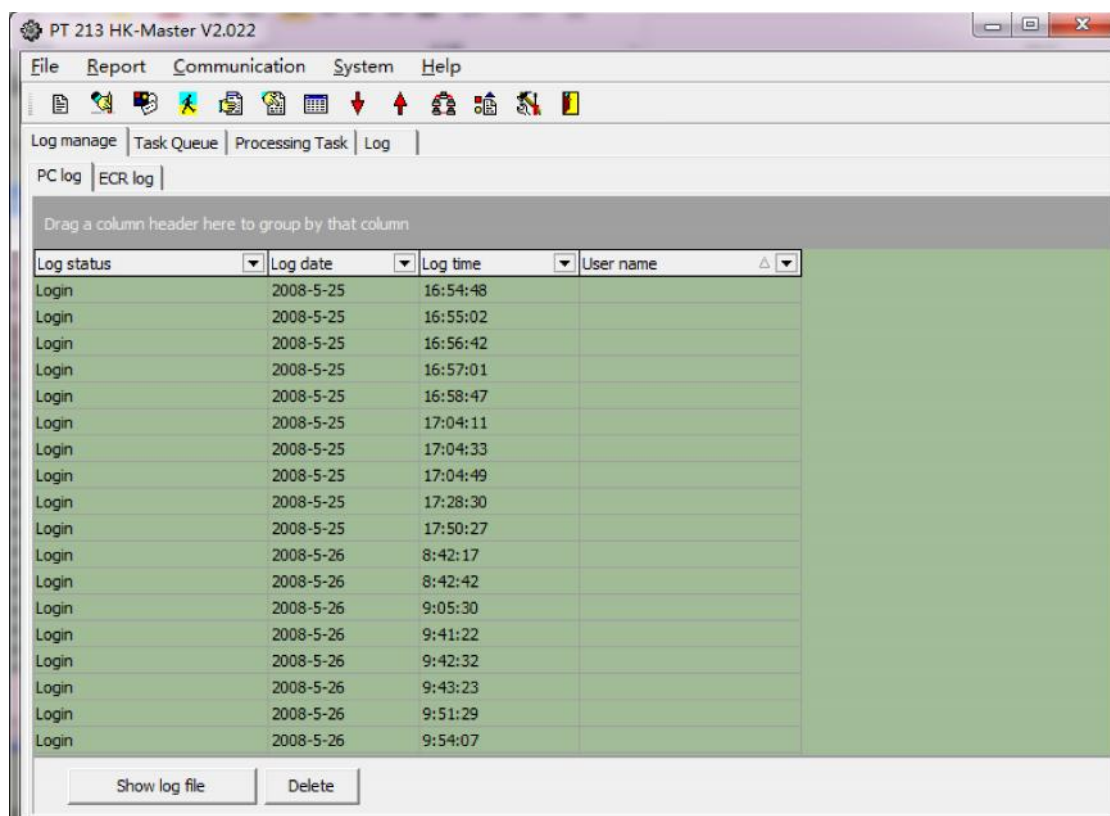 PT 213 HK-Master V2.022
File Report Communication System Help
Log manage Task Queue Processing Task Log
PC log ECR log
Drag a column header here to group by that column
Log status Log date Log time User name
Login 2008-5-25 16:54:48
Login 2008-5-25 16:55:02
Login 2008-5-25 16:56:42
Login 2008-5-25 16:57:01
Login 2008-5-25 16:58:47
Login 2008-5-25 17:04:11
Login 2008-5-25 17:04:33
Login 2008-5-25 17:04:49
Login 2008-5-25 17:28:30
Login 2008-5-25 17:50:27
Login 2008-5-26 8:42:17
Login 2008-5-26 8:42:42
Login 2008-5-26 9:05:30
Login 2008-5-26 9:41:22
Login 2008-5-26 9:42:32
Login 2008-5-26 9:43:23
Login 2008-5-26 9:51:29
Login 2008-5-26 9:54:07
Show log file Delete